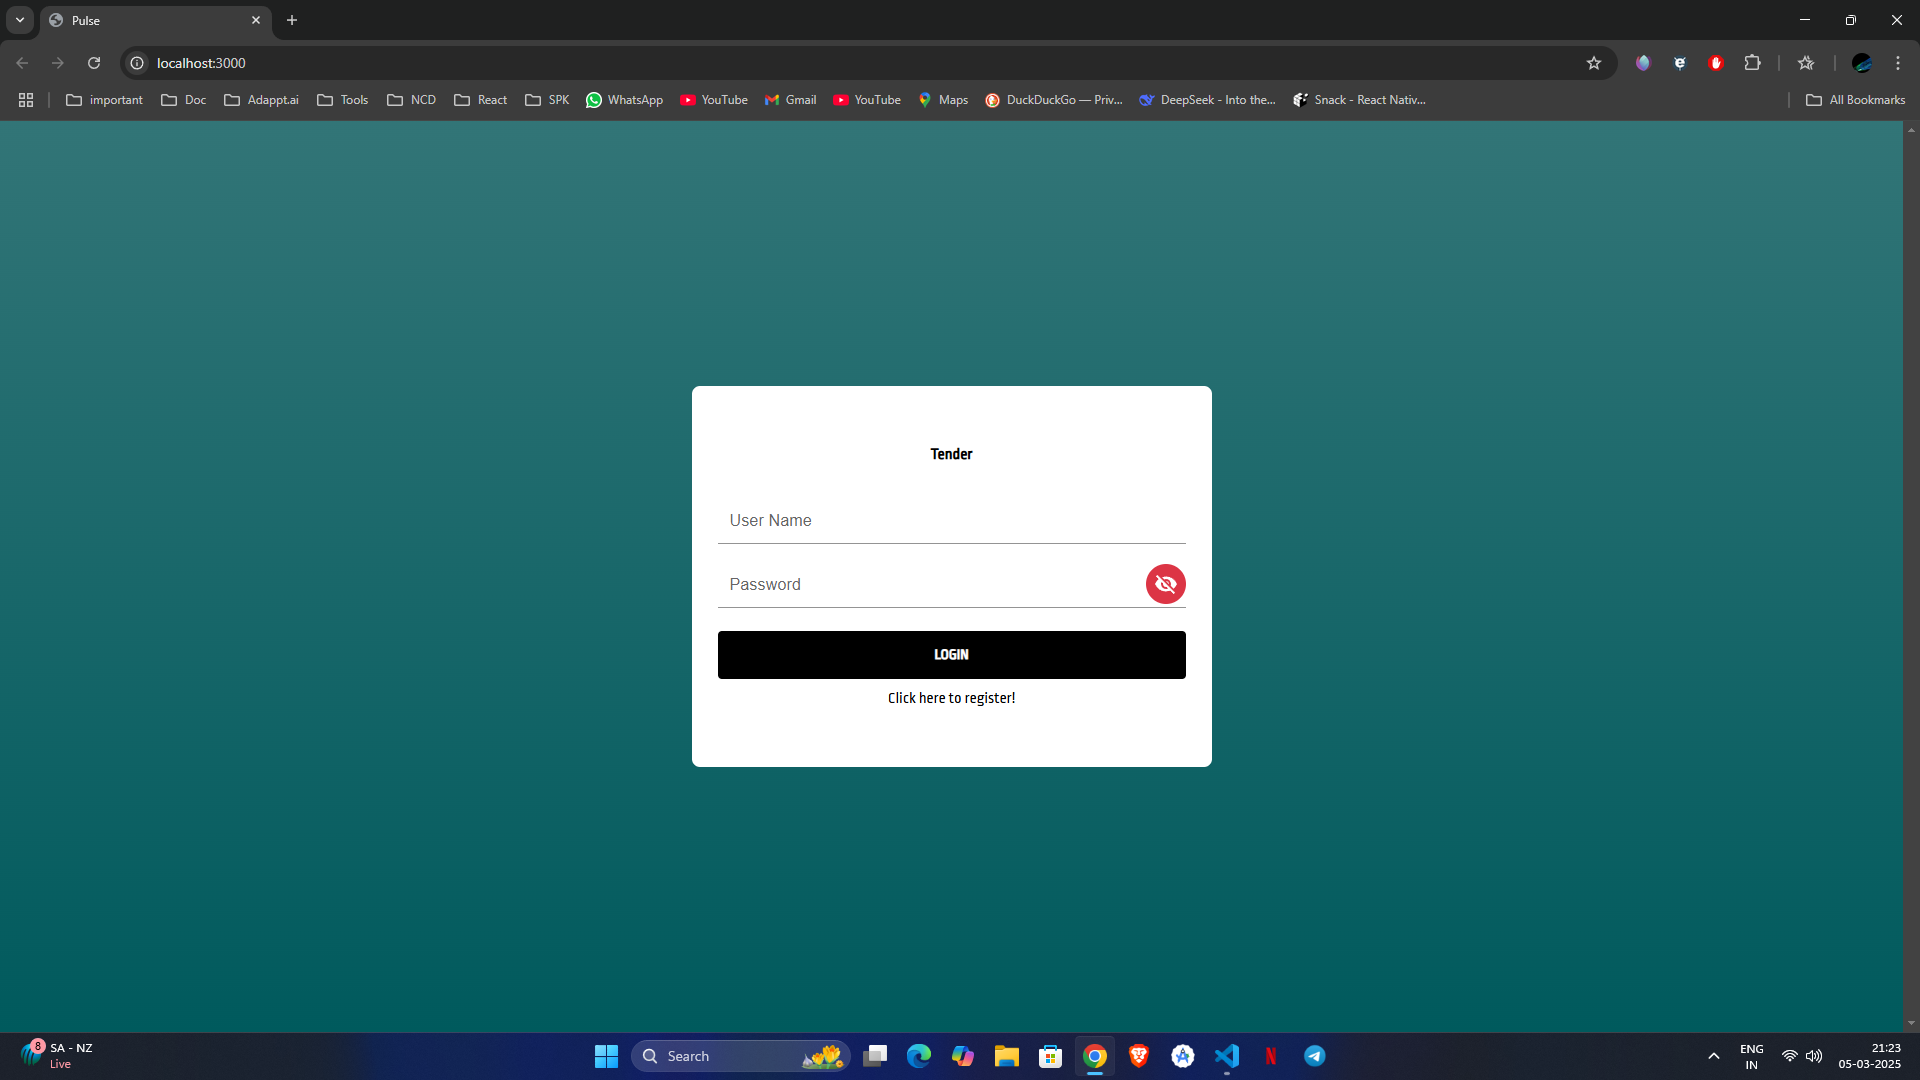 Pulse
localhost:3000
important Doc Adappt.ai Tools NCD React SPK WhatsApp YouTube Gmail YouTube Maps DuckDuckGo — Priv... DeepSeek - Into the... Snack - React Nativ... All Bookmarks
Tender
User Name
Password
LOGIN
Click here to register!
8 SA - NZ
Live
Search
ENG
IN
21:23
05-03-2025